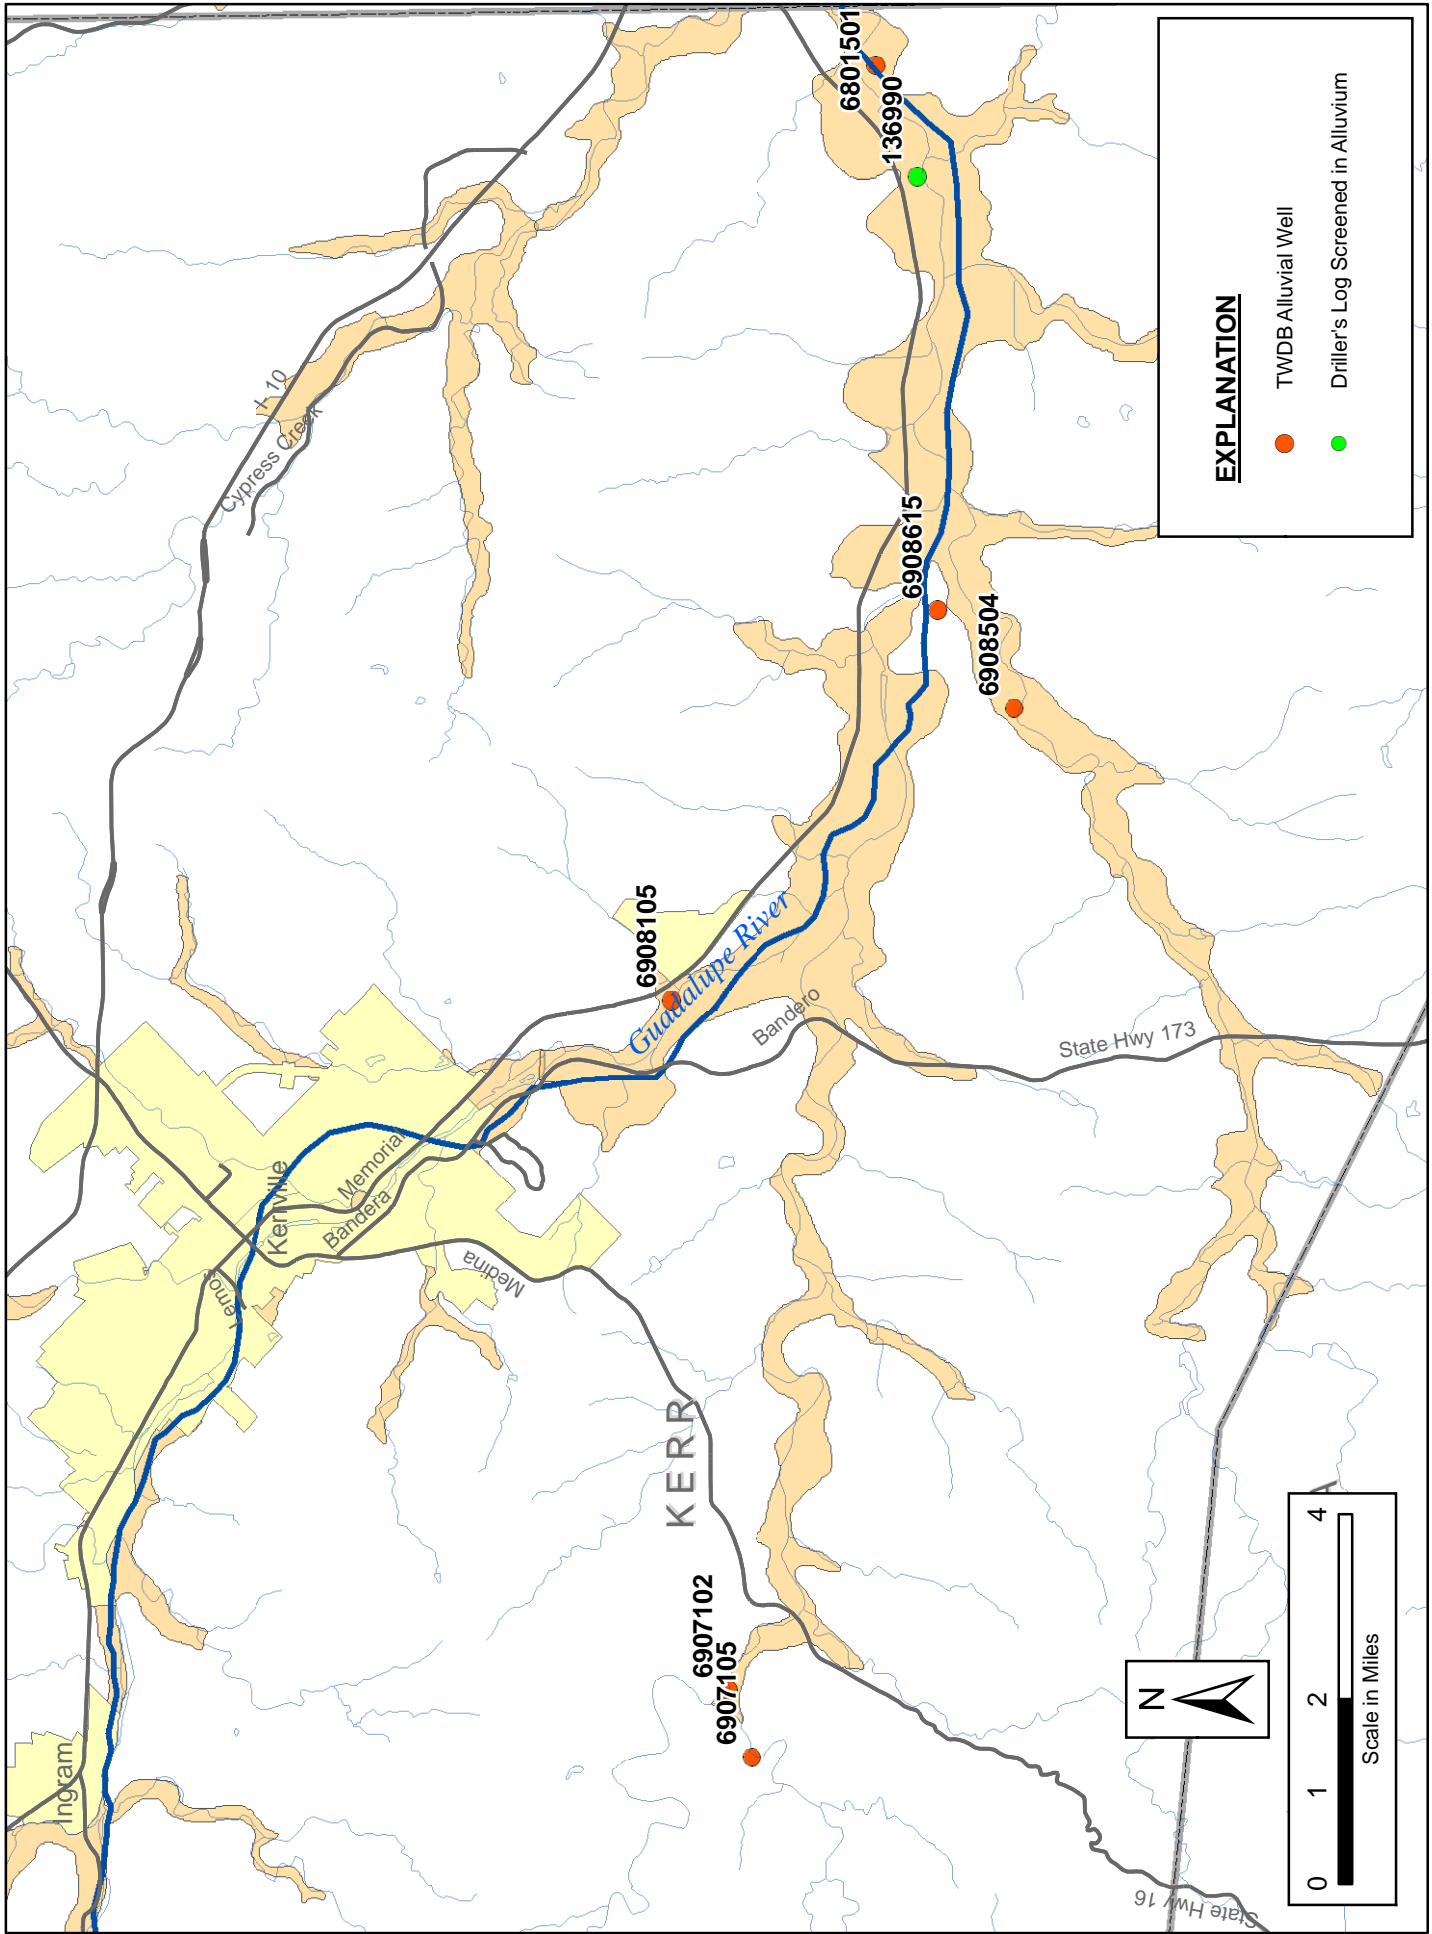 Ingram
I- 10
Cypress Creek
Lemos
Kerrville
Memorial
Bandera
Medina
6908105
Guadalupe River
Bandero
State Hwy 173
KERR
6907102
6907105
6908615
6908504
6801501
136990
State Hwy 16
A
N
0 1 2 4
Scale in Miles
EXPLANATION
TWDB Alluvial Well
Driller's Log Screened in Alluvium